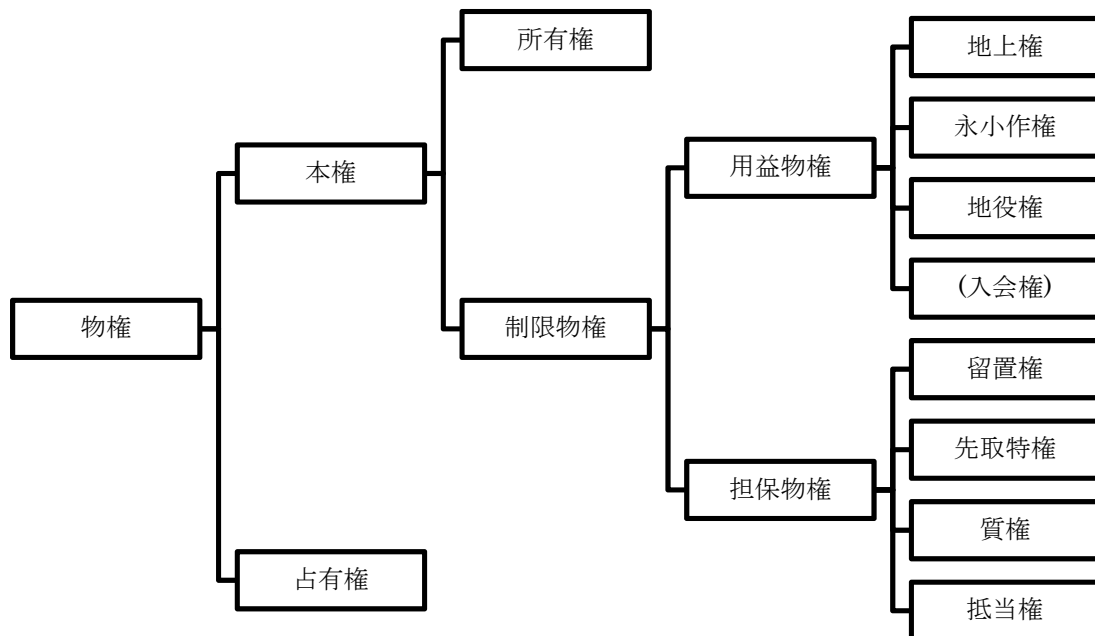 物権
本権
所有権
制限物権
用益物権
地上権
永小作権
地役権
(入会権)
担保物権
留置権
先取特権
質権
抵当権
占有権